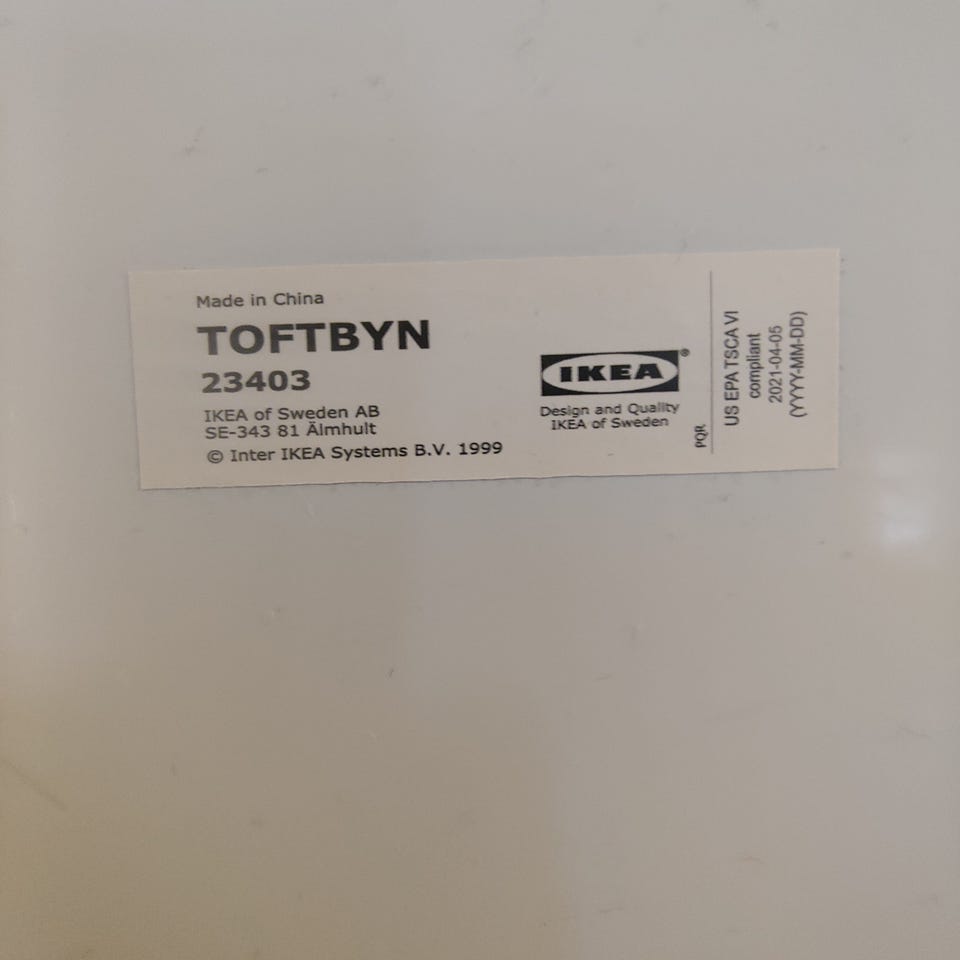 Made in China
TOFTBYN
23403
IKEA of Sweden AB
SE-343 81 Älmhult
© Inter IKEA Systems B.V. 1999
IKEA®
Design and Quality
IKEA of Sweden
PQR
US EPA TSCA VI
compliant
2021-04-05
(YYYY-MM-DD)